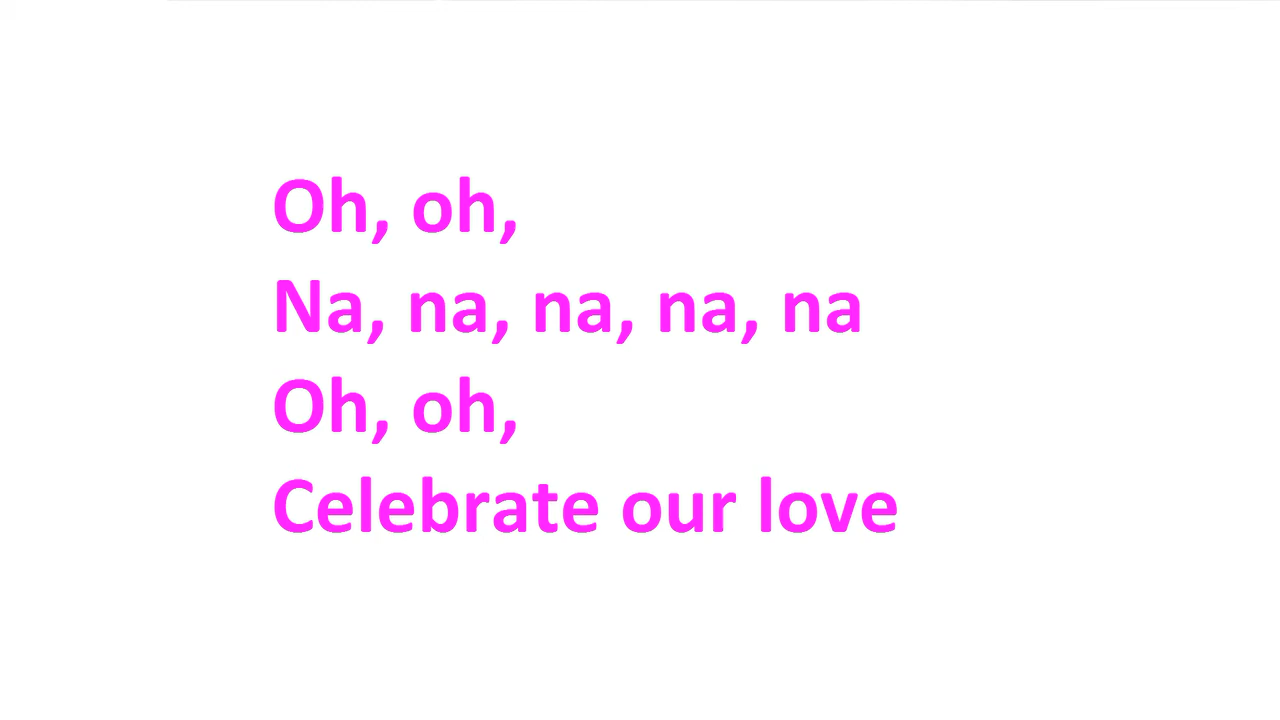 Oh, oh,
Na, na, na, na, na
Oh, oh,
Celebrate our love